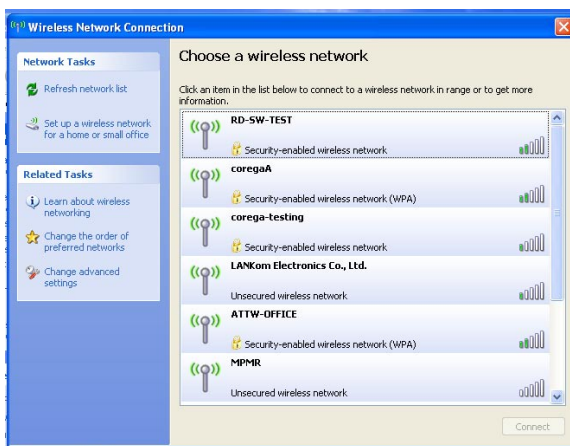 Wireless Network Connection
Network Tasks
Refresh network list
Set up a wireless network
for a home or small office
Related Tasks
Learn about wireless
networking
Change the order of
preferred networks
Change advanced
settings
Choose a wireless network
Click an item in the list below to connect to a wireless network in range or to get more
information.
RD-SW-TEST
Security-enabled wireless network
coregaA
Security-enabled wireless network (WPA)
corega-testing
Security-enabled wireless network
LANKom Electronics Co., Ltd.
Unsecured wireless network
ATTW-OFFICE
Security-enabled wireless network (WPA)
MPMR
Unsecured wireless network
Connect